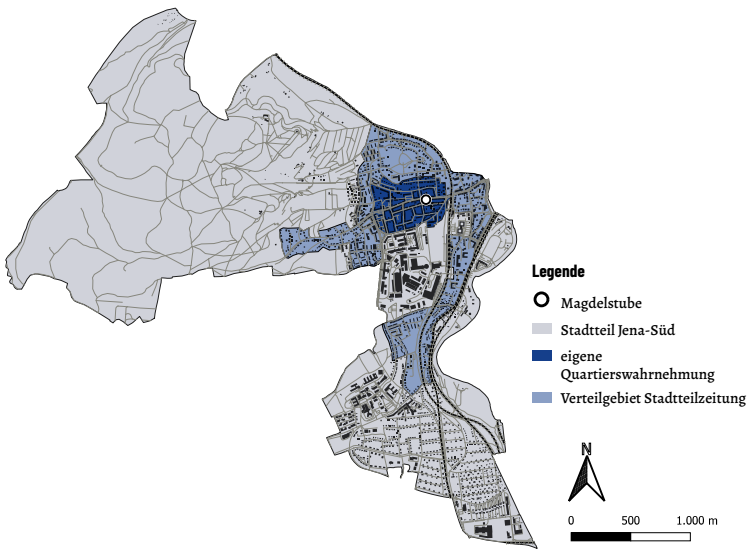 Legende
Magdelstube
Stadtteil Jena-Süd
eigene
Quartierswahrnehmung
Verteilgebiet Stadtteilzeitung
N
0 500 1.000 m